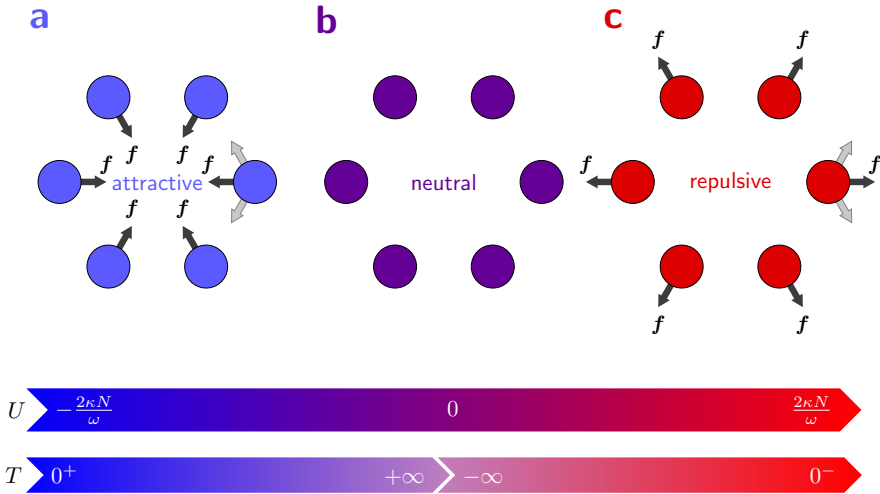 a b c
f f
f f
f f f f
attractive neutral repulsive
f f
f f
U −2κN/ω 0 2κN/ω
T 0⁺ +∞ −∞ 0⁻